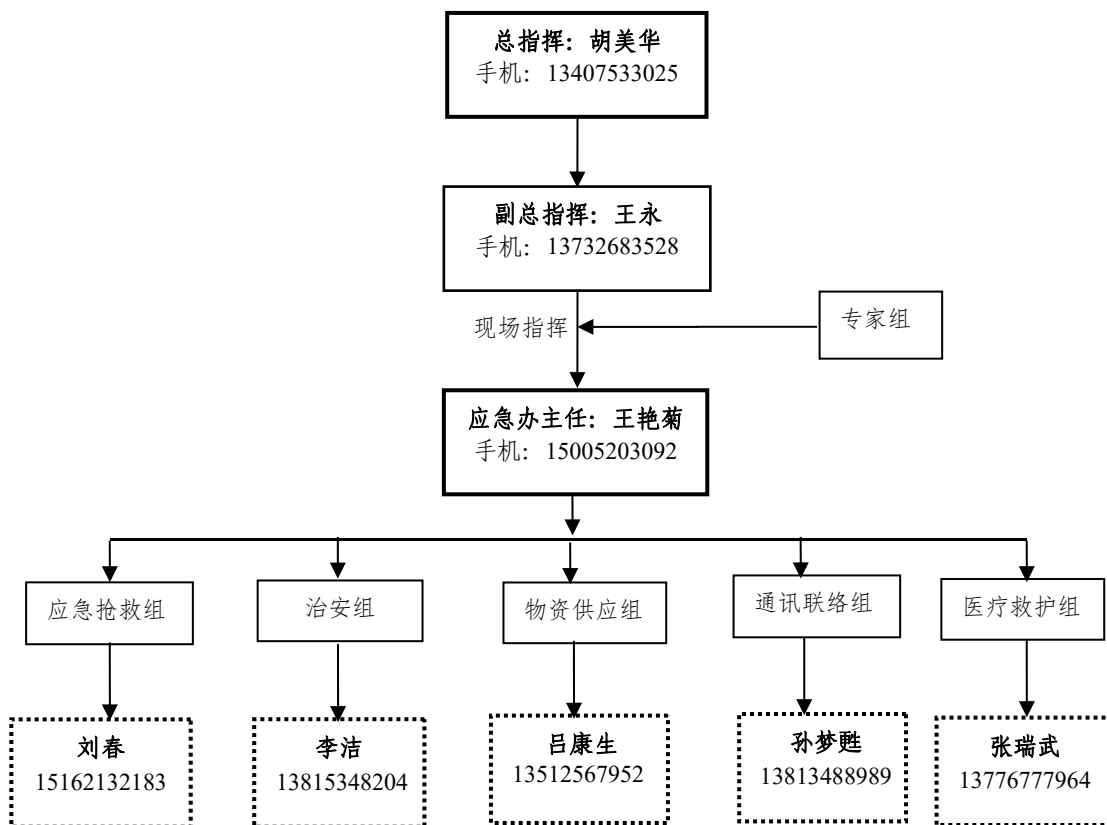 总指挥：胡美华
手机：13407533025
副总指挥：王永
手机：13732683528
现场指挥
专家组
应急办主任：王艳菊
手机：15005203092
应急抢救组
治安组
物资供应组
通讯联络组
医疗救护组
刘春
15162132183
李洁
13815348204
吕康生
13512567952
孙梦甦
13813488989
张瑞武
13776777964